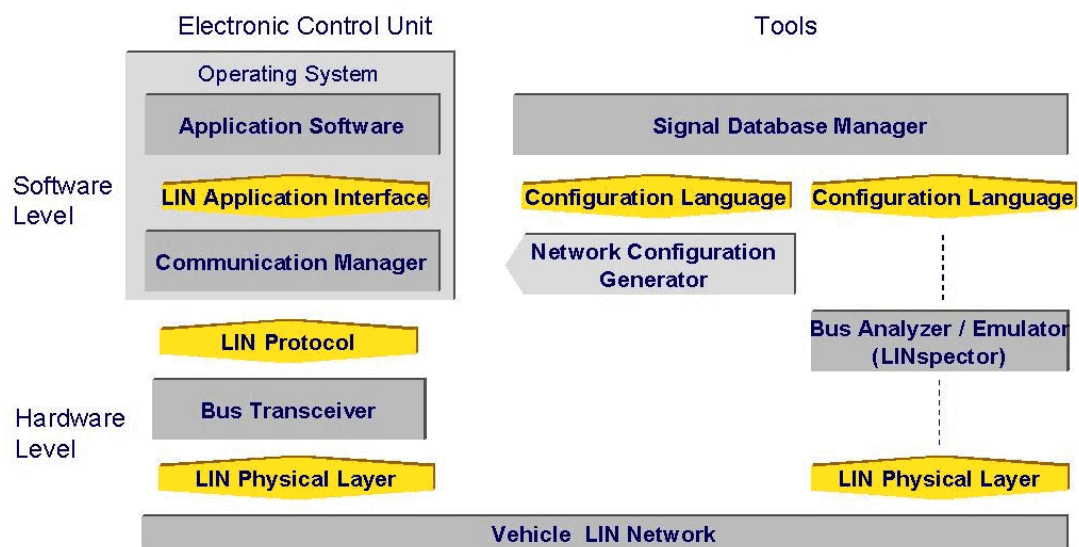 Electronic Control Unit
Tools
Operating System
Application Software
Signal Database Manager
Software
Level
LIN Application Interface
Configuration Language
Configuration Language
Communication Manager
Network Configuration
Generator
LIN Protocol
Bus Analyzer / Emulator
(LINspector)
Hardware
Level
Bus Transceiver
LIN Physical Layer
LIN Physical Layer
Vehicle LIN Network